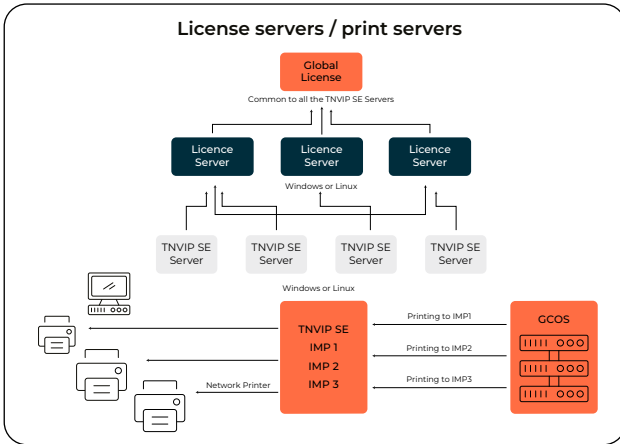 License servers / print servers
Global
License
Common to all the TNVIP SE Servers
Licence
Server
Licence
Server
Licence
Server
Windows or Linux
TNVIP SE
Server
TNVIP SE
Server
TNVIP SE
Server
TNVIP SE
Server
Windows or Linux
TNVIP SE
IMP 1
IMP 2
IMP 3
Printing to IMP1
Printing to IMP2
Printing to IMP3
GCOS
Network Printer